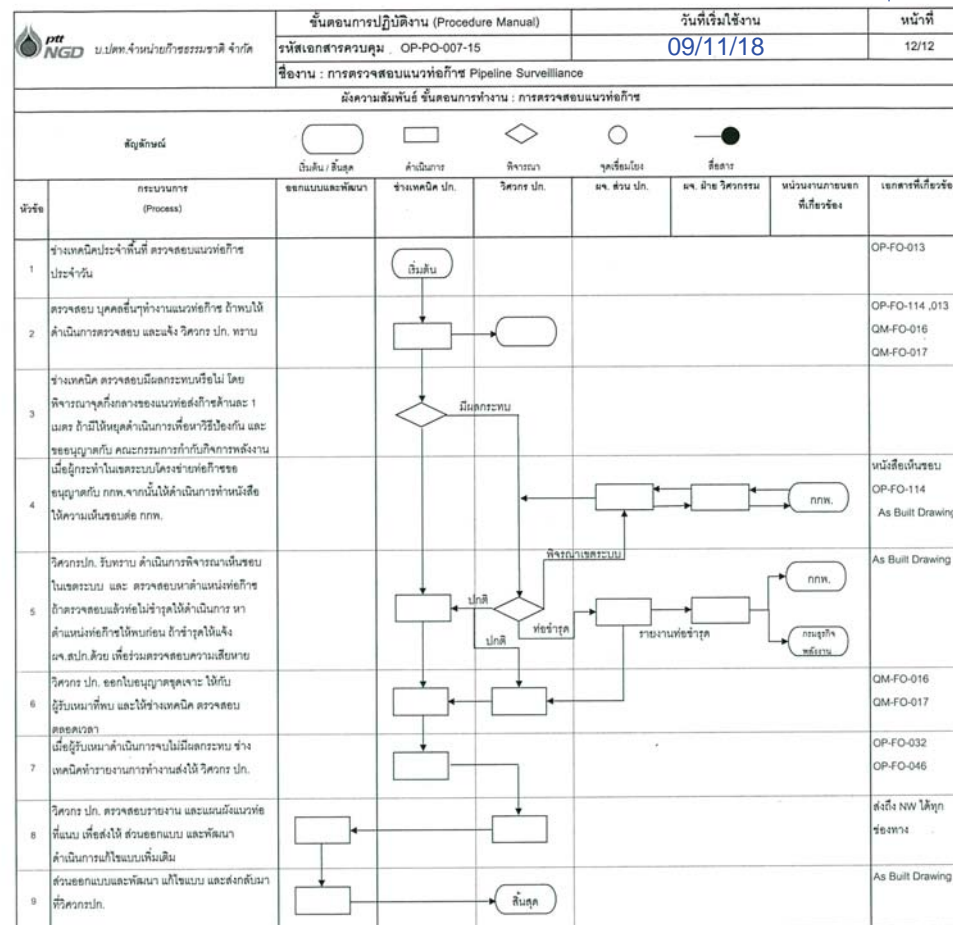 ptt
NGD
บ.ปตท.จำหน่ายก๊าซธรรมชาติ จำกัด
ขั้นตอนการปฏิบัติงาน (Procedure Manual)
วันที่เริ่มใช้งาน
หน้าที่
รหัสเอกสารควบคุม OP-PO-007-15
09/11/18
12/12
ชื่องาน : การตรวจสอบแนวท่อก๊าซ Pipeline Surveilliance
ผังความสัมพันธ์ ขั้นตอนการทำงาน : การตรวจสอบแนวท่อก๊าซ
สัญลักษณ์
เริ่มต้น / สิ้นสุด
ดำเนินการ
พิจารณา
จุดเชื่อมโยง
สื่อสาร
หัวข้อ
กระบวนการ
(Process)
ออกแบบและพัฒนา
ช่างเทคนิค ปก.
วิศวกร ปก.
ผจ. ส่วน ปก.
ผจ. ฝ่าย วิศวกรรม
หน่วยงานภายนอก
ที่เกี่ยวข้อง
เอกสารที่เกี่ยวข้อ
1
ช่างเทคนิคประจำพื้นที่ ตรวจสอบแนวท่อก๊าซ
ประจำวัน
เริ่มต้น
OP-FO-013
2
ตรวจสอบ บุคคลอื่นๆทำงานแนวท่อก๊าซ ถ้าพบให้
ดำเนินการตรวจสอบ และแจ้ง วิศวกร ปก. ทราบ
OP-FO-114 ,013
QM-FO-016
QM-FO-017
3
ช่างเทคนิค ตรวจสอบมีผลกระทบหรือไม่ โดย
พิจารณาจุดกึ่งกลางของแนวท่อส่งก๊าซด้านละ 1
เมตร ถ้ามีให้หยุดดำเนินการเพื่อหาวิธีป้องกัน และ
ขออนุญาตกับ คณะกรรมการกำกับกิจการพลังงาน
มีผลกระทบ
4
เมื่อผู้กระทำในเขตระบบโครงข่ายท่อก๊าซขอ
อนุญาตกับ กกพ.จากนั้นให้ดำเนินการทำหนังสือ
ให้ความเห็นชอบต่อ กกพ.
กกพ.
หนังสือเห็นชอบ
OP-FO-114
As Built Drawing
5
วิศวกรปก. รับทราบ ดำเนินการพิจารณาเห็นชอบ
ในเขตระบบ และ ตรวจสอบหาตำแหน่งท่อก๊าซ
ถ้าตรวจสอบแล้วท่อไม่ชำรุดให้ดำเนินการ หา
ตำแหน่งท่อก๊าซให้พบก่อน ถ้าชำรุดให้แจ้ง
ผจ.สปก.ด้วย เพื่อร่วมตรวจสอบความเสียหาย
พิจรณาเขตระบบ
ปกติ
ท่อชำรุด
ปกติ
รายงานท่อชำรุด
กกพ.
กรมธุรกิจ
พลังงาน
As Built Drawing
6
วิศวกร ปก. ออกใบอนุญาตขุดเจาะ ให้กับ
ผู้รับเหมาที่พบ และให้ช่างเทคนิค ตรวจสอบ
ตลอดเวลา
QM-FO-016
QM-FO-017
7
เมื่อผู้รับเหมาดำเนินการจบไม่มีผลกระทบ ช่าง
เทคนิคทำรายงานการทำงานส่งให้ วิศวกร ปก.
OP-FO-032
OP-FO-046
8
วิศวกร ปก. ตรวจสอบรายงาน และแผนผังแนวท่อ
ที่แนบ เพื่อส่งให้ ส่วนออกแบบ และพัฒนา
ดำเนินการแก้ไขแบบเพิ่มเติม
ส่งถึง NW ได้ทุก
ช่องทาง
9
ส่วนออกแบบและพัฒนา แก้ไขแบบ และส่งกลับมา
ที่วิศวกรปก.
สิ้นสุด
As Built Drawing